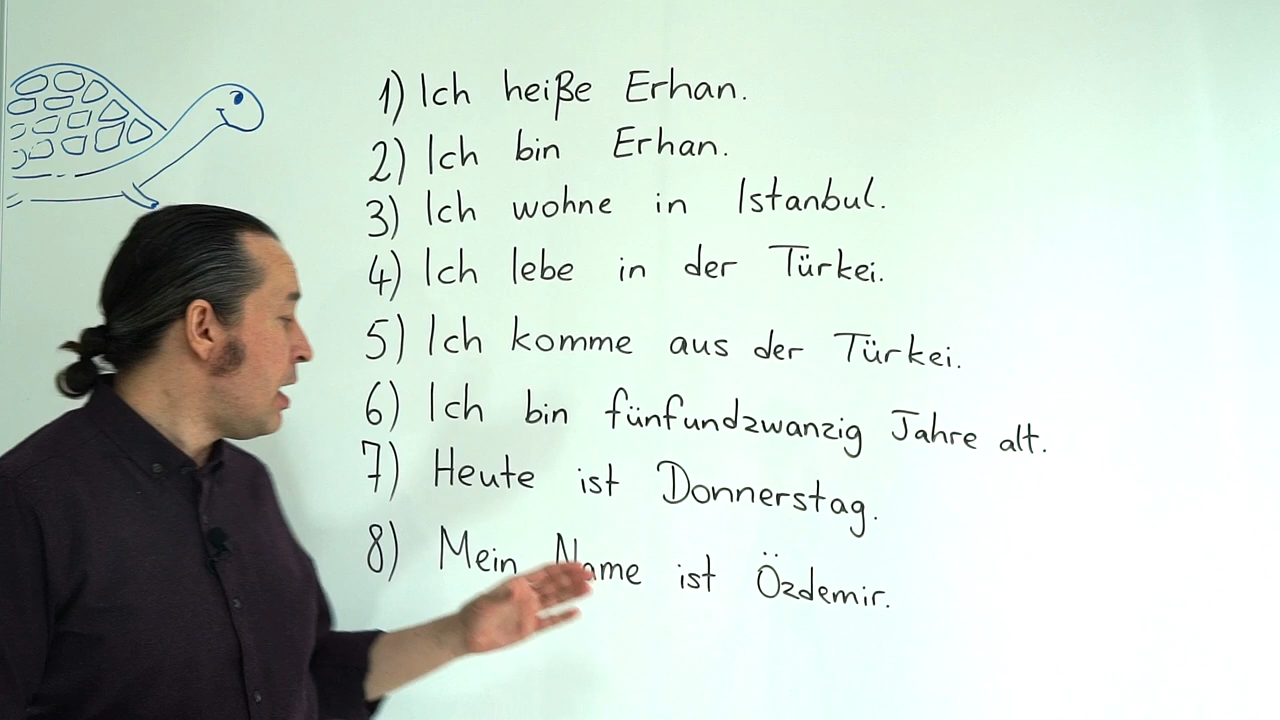 1) Ich heiße Erhan.
2) Ich bin Erhan.
3) Ich wohne in Istanbul.
4) Ich lebe in der Türkei.
5) Ich komme aus der Türkei.
6) Ich bin fünfundzwanzig Jahre alt.
7) Heute ist Donnerstag.
8) Mein Name ist Özdemir.